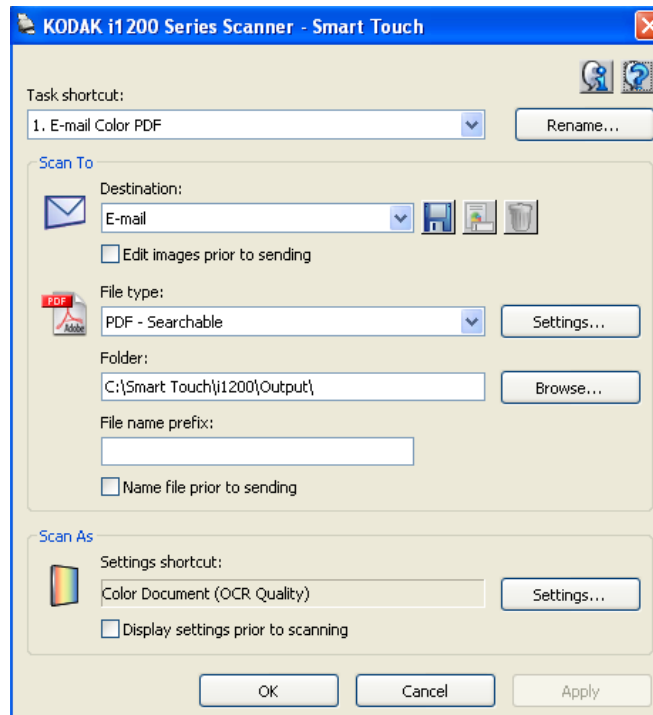 KODAK i1200 Series Scanner - Smart Touch
Task shortcut:
1. E-mail Color PDF
Rename...
Scan To
Destination:
E-mail
Edit images prior to sending
PDF
Adobe
File type:
PDF - Searchable
Settings...
Folder:
C:\Smart Touch\i1200\Output\
Browse...
File name prefix:
Name file prior to sending
Scan As
Settings shortcut:
Color Document (OCR Quality)
Settings...
Display settings prior to scanning
OK
Cancel
Apply